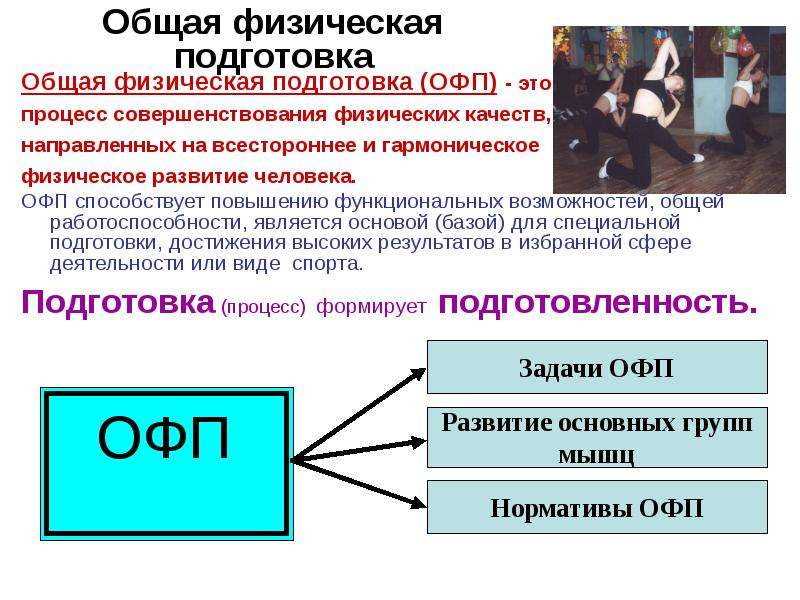 Общая физическая
подготовка
Общая физическая подготовка (ОФП) - это
процесс совершенствования физических качеств,
направленных на всестороннее и гармоническое
физическое развитие человека.
ОФП способствует повышению функциональных возможностей, общей
работоспособности, является основой (базой) для специальной
подготовки, достижения высоких результатов в избранной сфере
деятельности или виде спорта.
Подготовка (процесс) формирует подготовленность.
ОФП
Задачи ОФП
Развитие основных групп
мышц
Нормативы ОФП